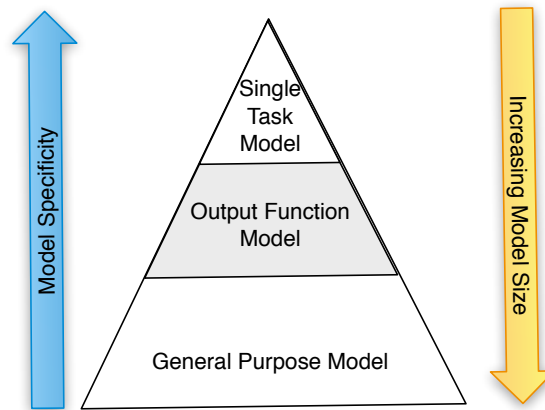 Single
Task
Model
Output Function
Model
General Purpose Model
Model Specificity
Increasing Model Size